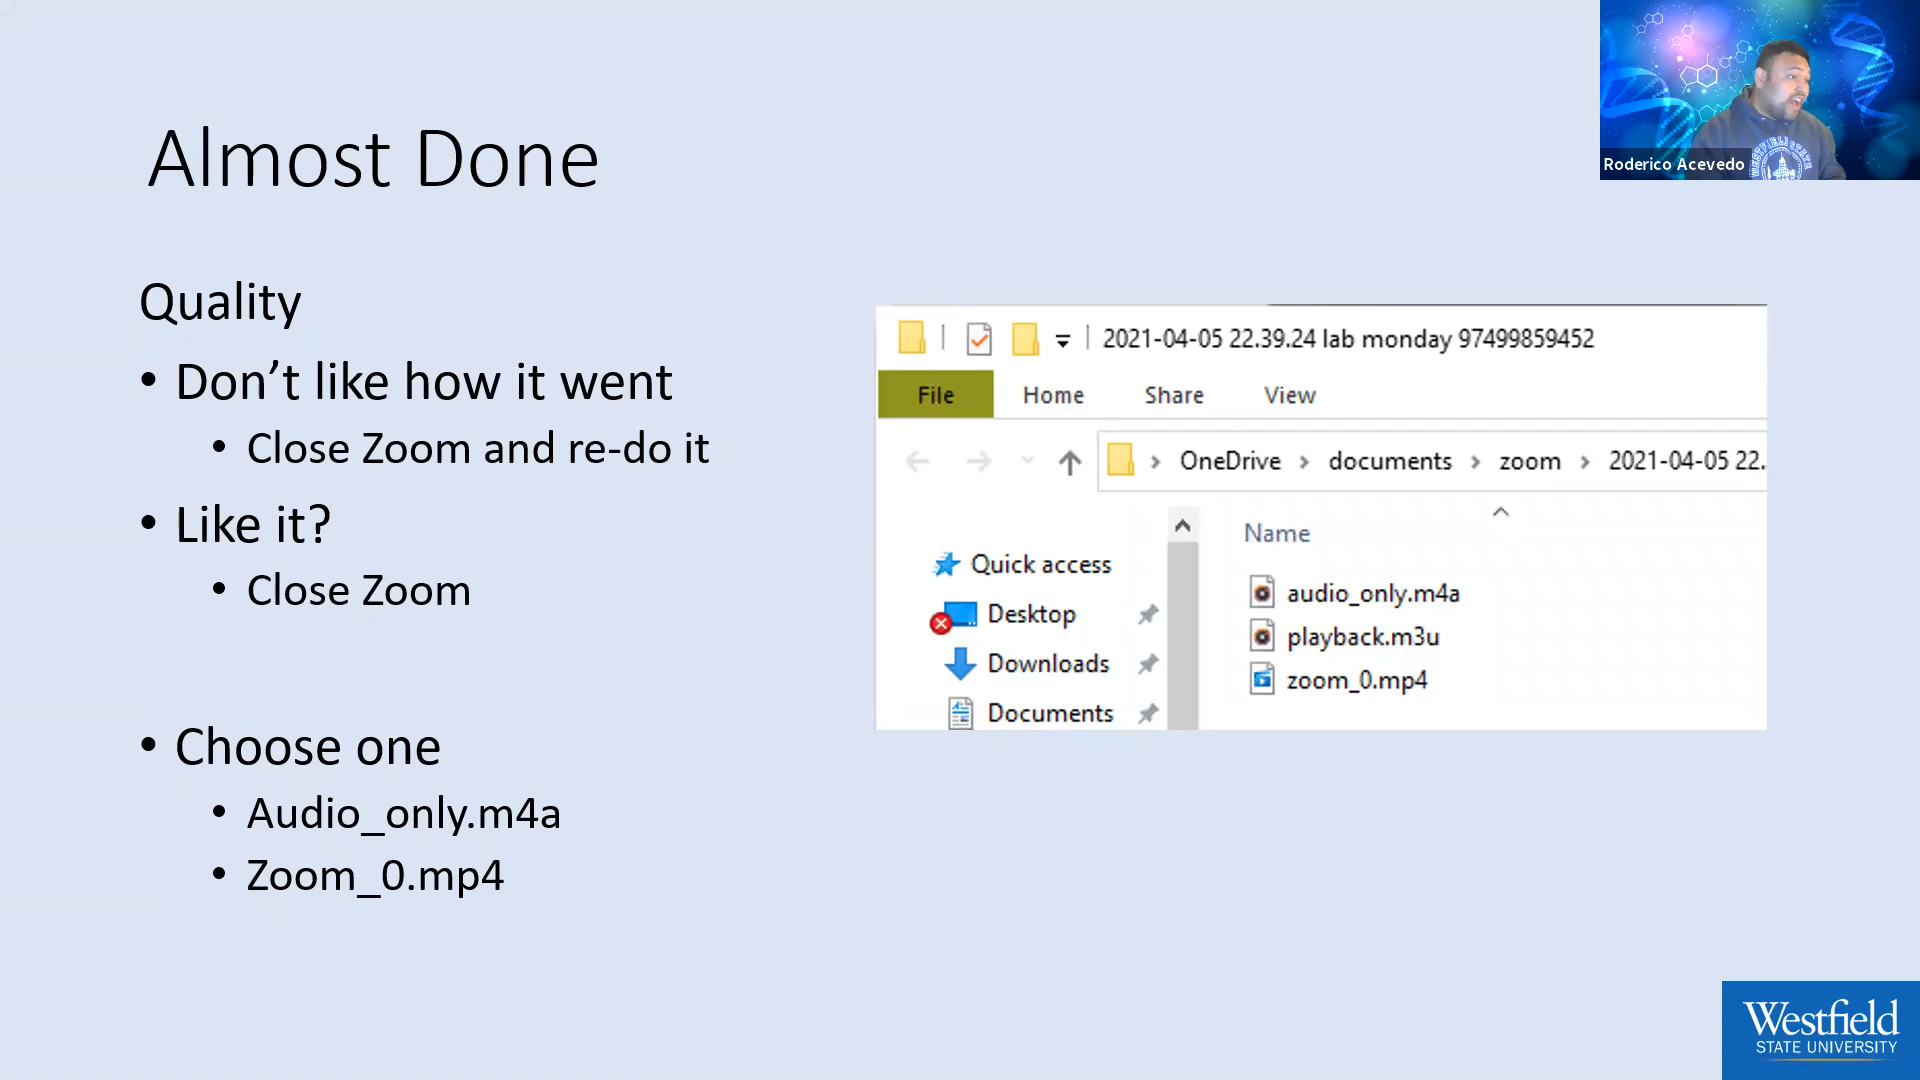 Almost Done
Roderico Acevedo
WESTFIELD STATE
Quality
• Don’t like how it went
• Close Zoom and re-do it
• Like it?
• Close Zoom
• Choose one
• Audio_only.m4a
• Zoom_0.mp4
2021-04-05 22.39.24 lab monday 97499859452
File Home Share View
OneDrive documents zoom 2021-04-05 22.
Name
Quick access
Desktop
Downloads
Documents
audio_only.m4a
playback.m3u
zoom_0.mp4
Westfield
STATE UNIVERSITY